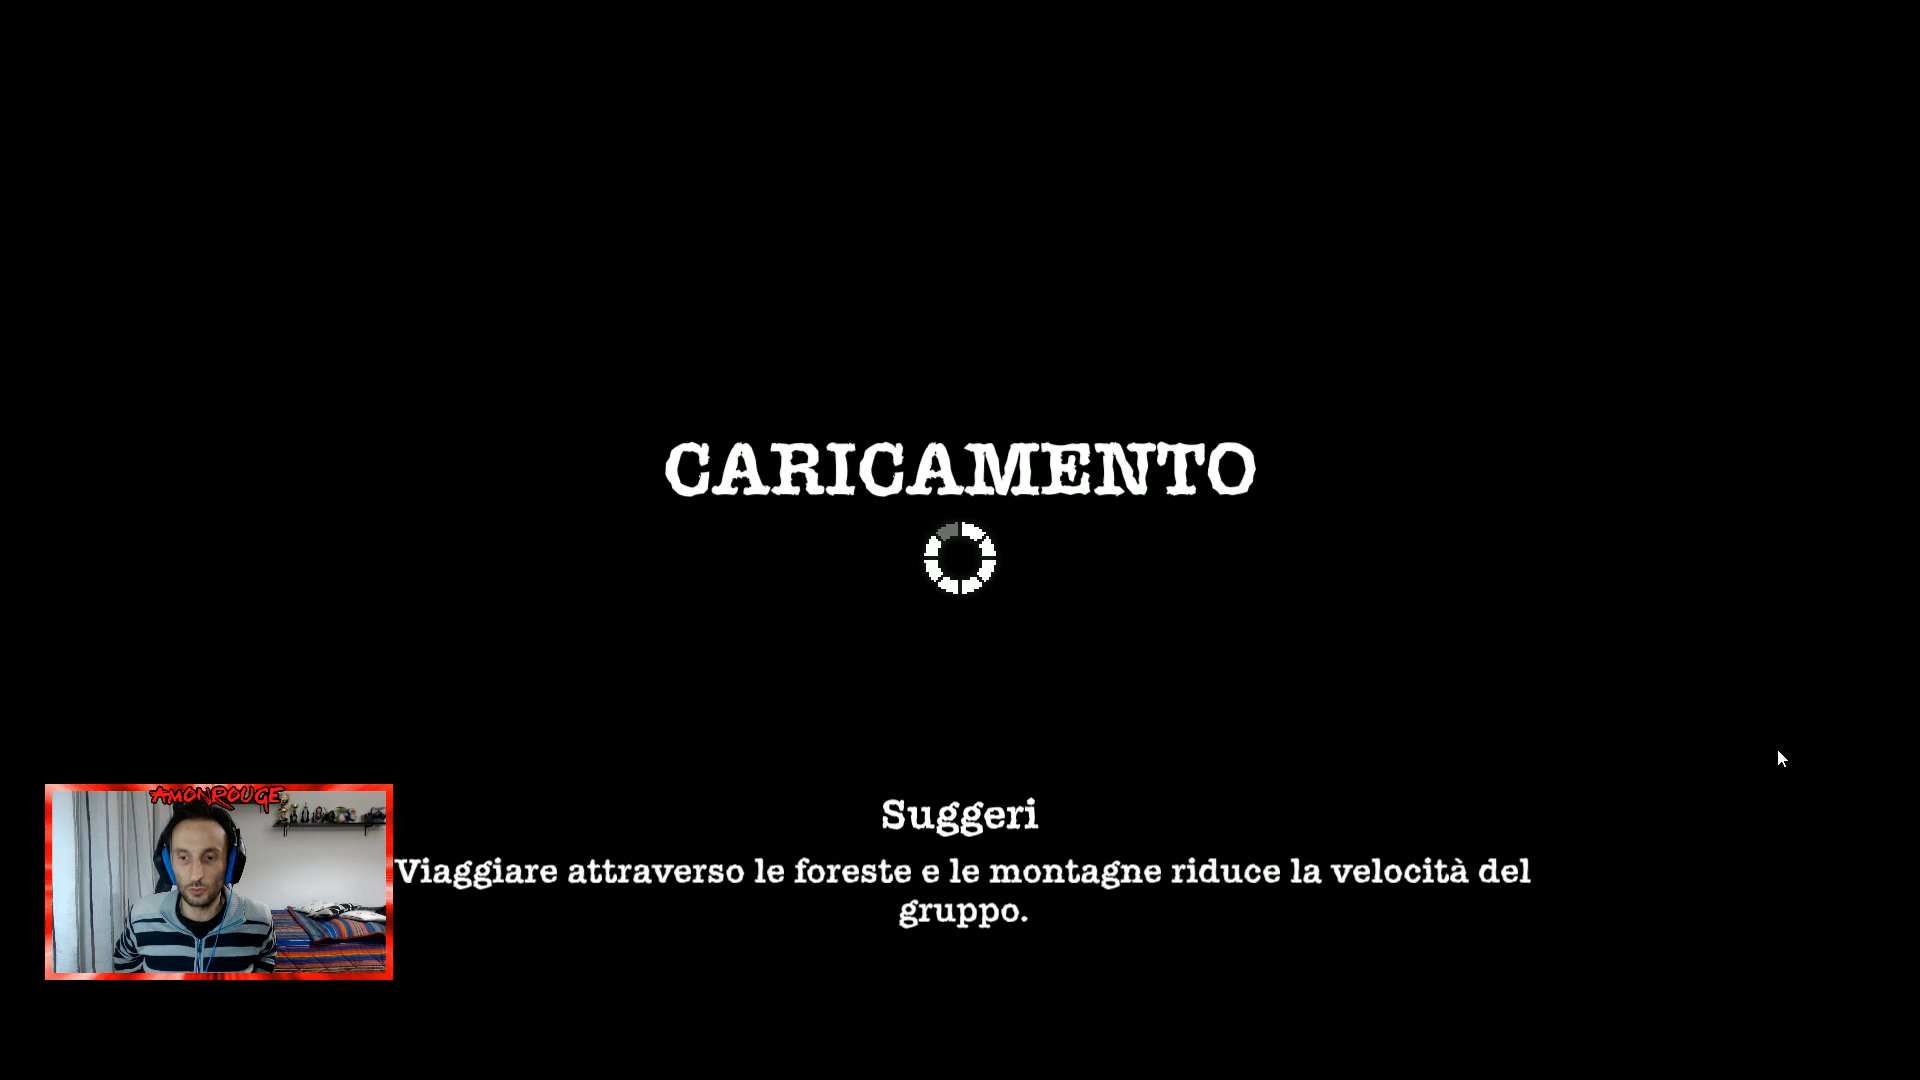 CARICAMENTO
AMONROUGE
Suggeri
Viaggiare attraverso le foreste e le montagne riduce la velocità del
gruppo.